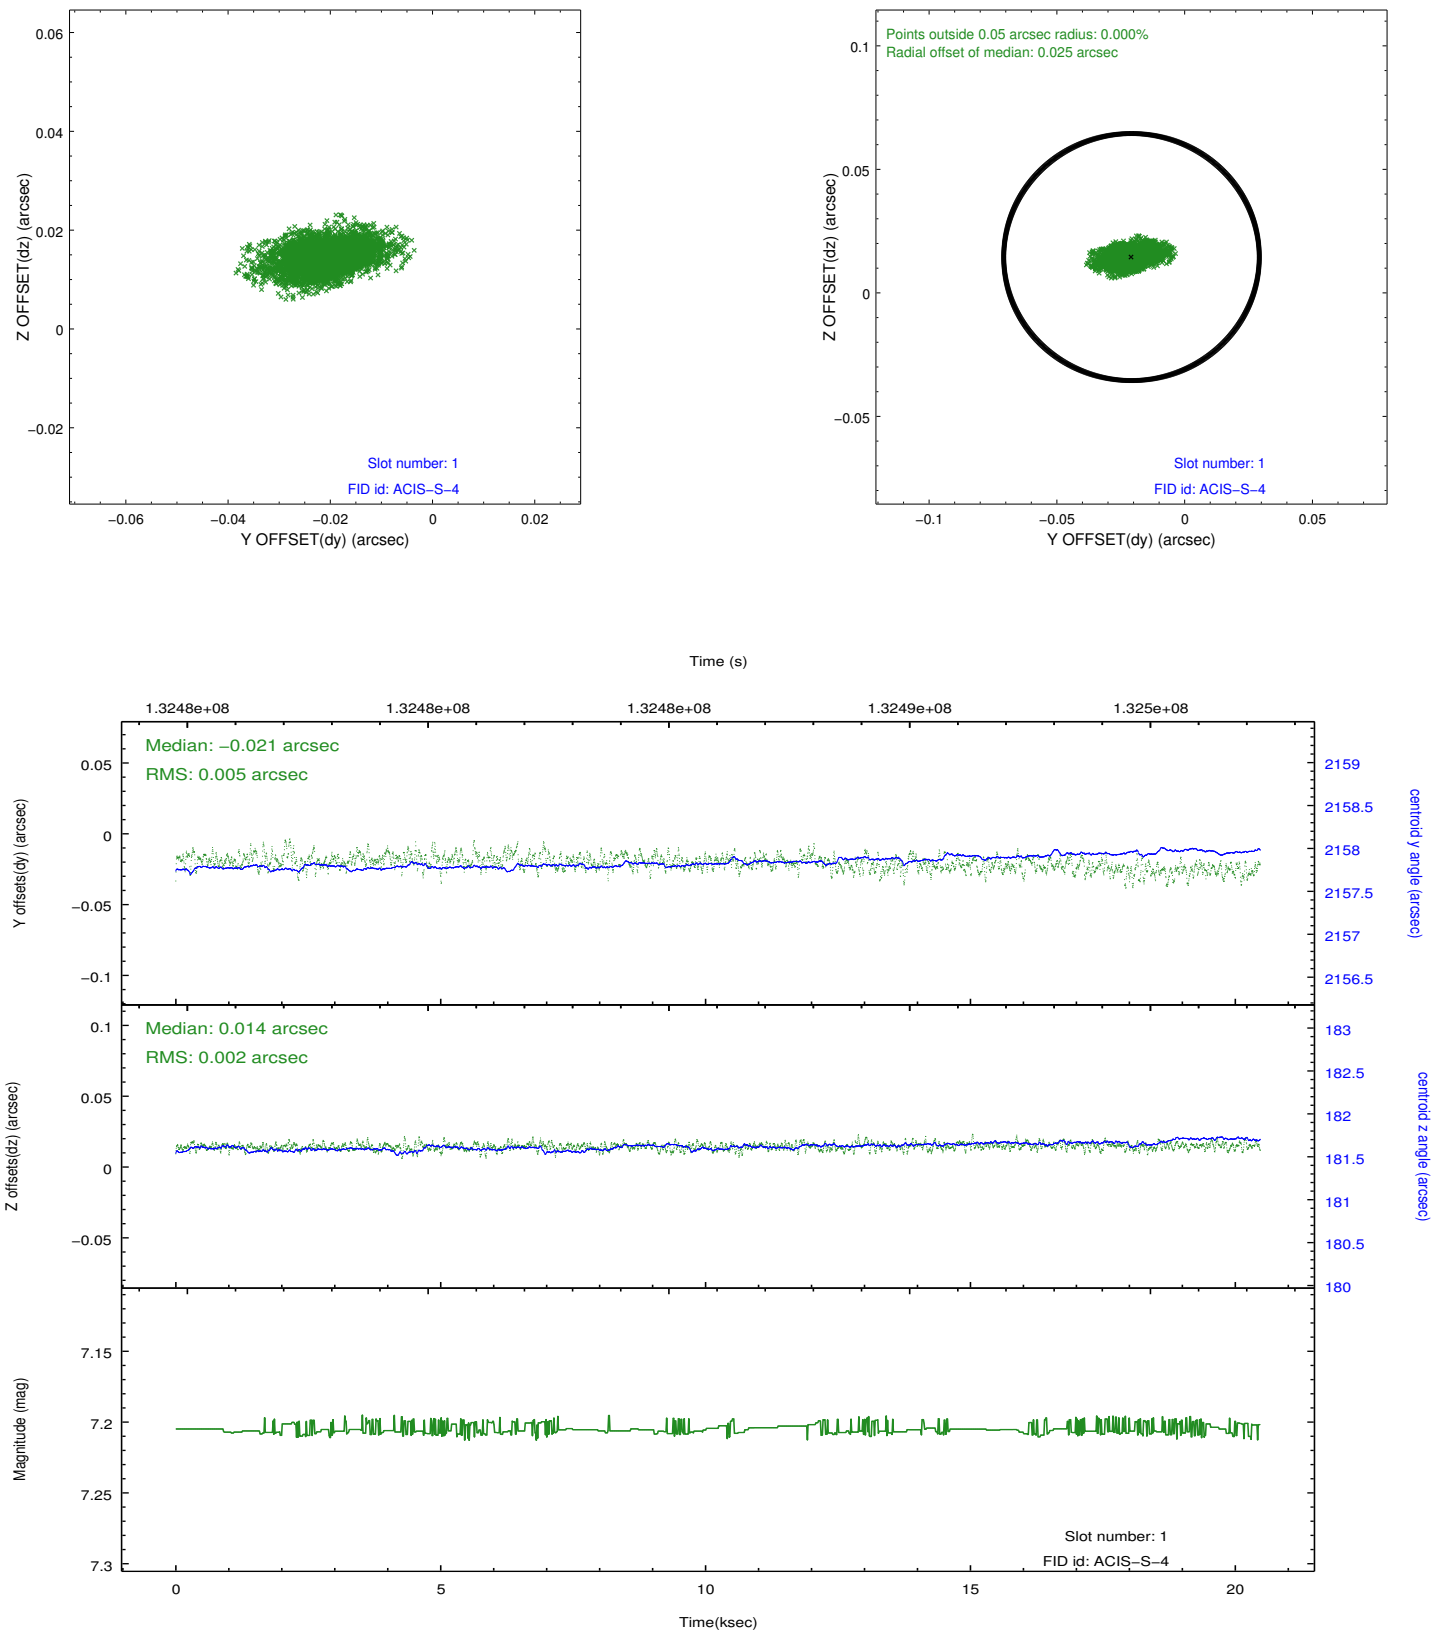 0.06
0.04
0.02
0
−0.02
Z OFFSET(dz) (arcsec)
Slot number: 1
FID id: ACIS−S−4
−0.06
−0.04
−0.02
0
0.02
Y OFFSET(dy) (arcsec)
Points outside 0.05 arcsec radius: 0.000%
Radial offset of median: 0.025 arcsec
0.1
0.05
0
−0.05
Z OFFSET(dz) (arcsec)
Slot number: 1
FID id: ACIS−S−4
−0.1
−0.05
0
0.05
Y OFFSET(dy) (arcsec)
Time (s)
1.3248e+08
1.3248e+08
1.3248e+08
1.3249e+08
1.325e+08
Median: −0.021 arcsec
RMS: 0.005 arcsec
0.05
0
−0.05
−0.1
Y offsets(dy) (arcsec)
2159
2158.5
2158
2157.5
2157
2156.5
centroid y angle (arcsec)
Median: 0.014 arcsec
RMS: 0.002 arcsec
0.1
0.05
0
−0.05
Z offsets(dz) (arcsec)
183
182.5
182
181.5
181
180.5
180
centroid z angle (arcsec)
7.15
7.2
7.25
7.3
Magnitude (mag)
Slot number: 1
FID id: ACIS−S−4
0
5
10
15
20
Time(ksec)